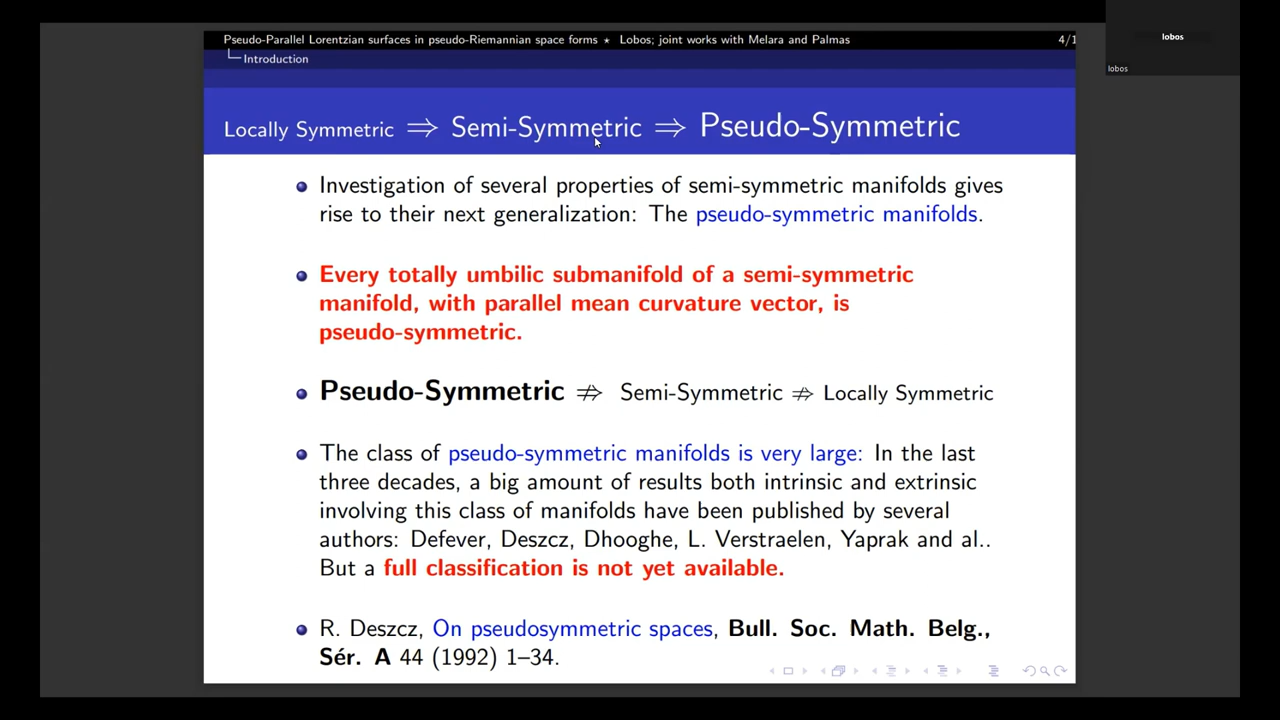 Pseudo-Parallel Lorentzian surfaces in pseudo-Riemannian space forms ⋆ Lobos; joint works with Melara and Palmas 4/1
Introduction
lobos
lobos
Locally Symmetric ⇒ Semi-Symmetric ⇒ Pseudo-Symmetric
Investigation of several properties of semi-symmetric manifolds gives
rise to their next generalization: The pseudo-symmetric manifolds.
Every totally umbilic submanifold of a semi-symmetric
manifold, with parallel mean curvature vector, is
pseudo-symmetric.
Pseudo-Symmetric ⇏ Semi-Symmetric ⇏ Locally Symmetric
The class of pseudo-symmetric manifolds is very large: In the last
three decades, a big amount of results both intrinsic and extrinsic
involving this class of manifolds have been published by several
authors: Defever, Deszcz, Dhooghe, L. Verstraelen, Yaprak and al..
But a full classification is not yet available.
R. Deszcz, On pseudosymmetric spaces, Bull. Soc. Math. Belg.,
Sér. A 44 (1992) 1–34.